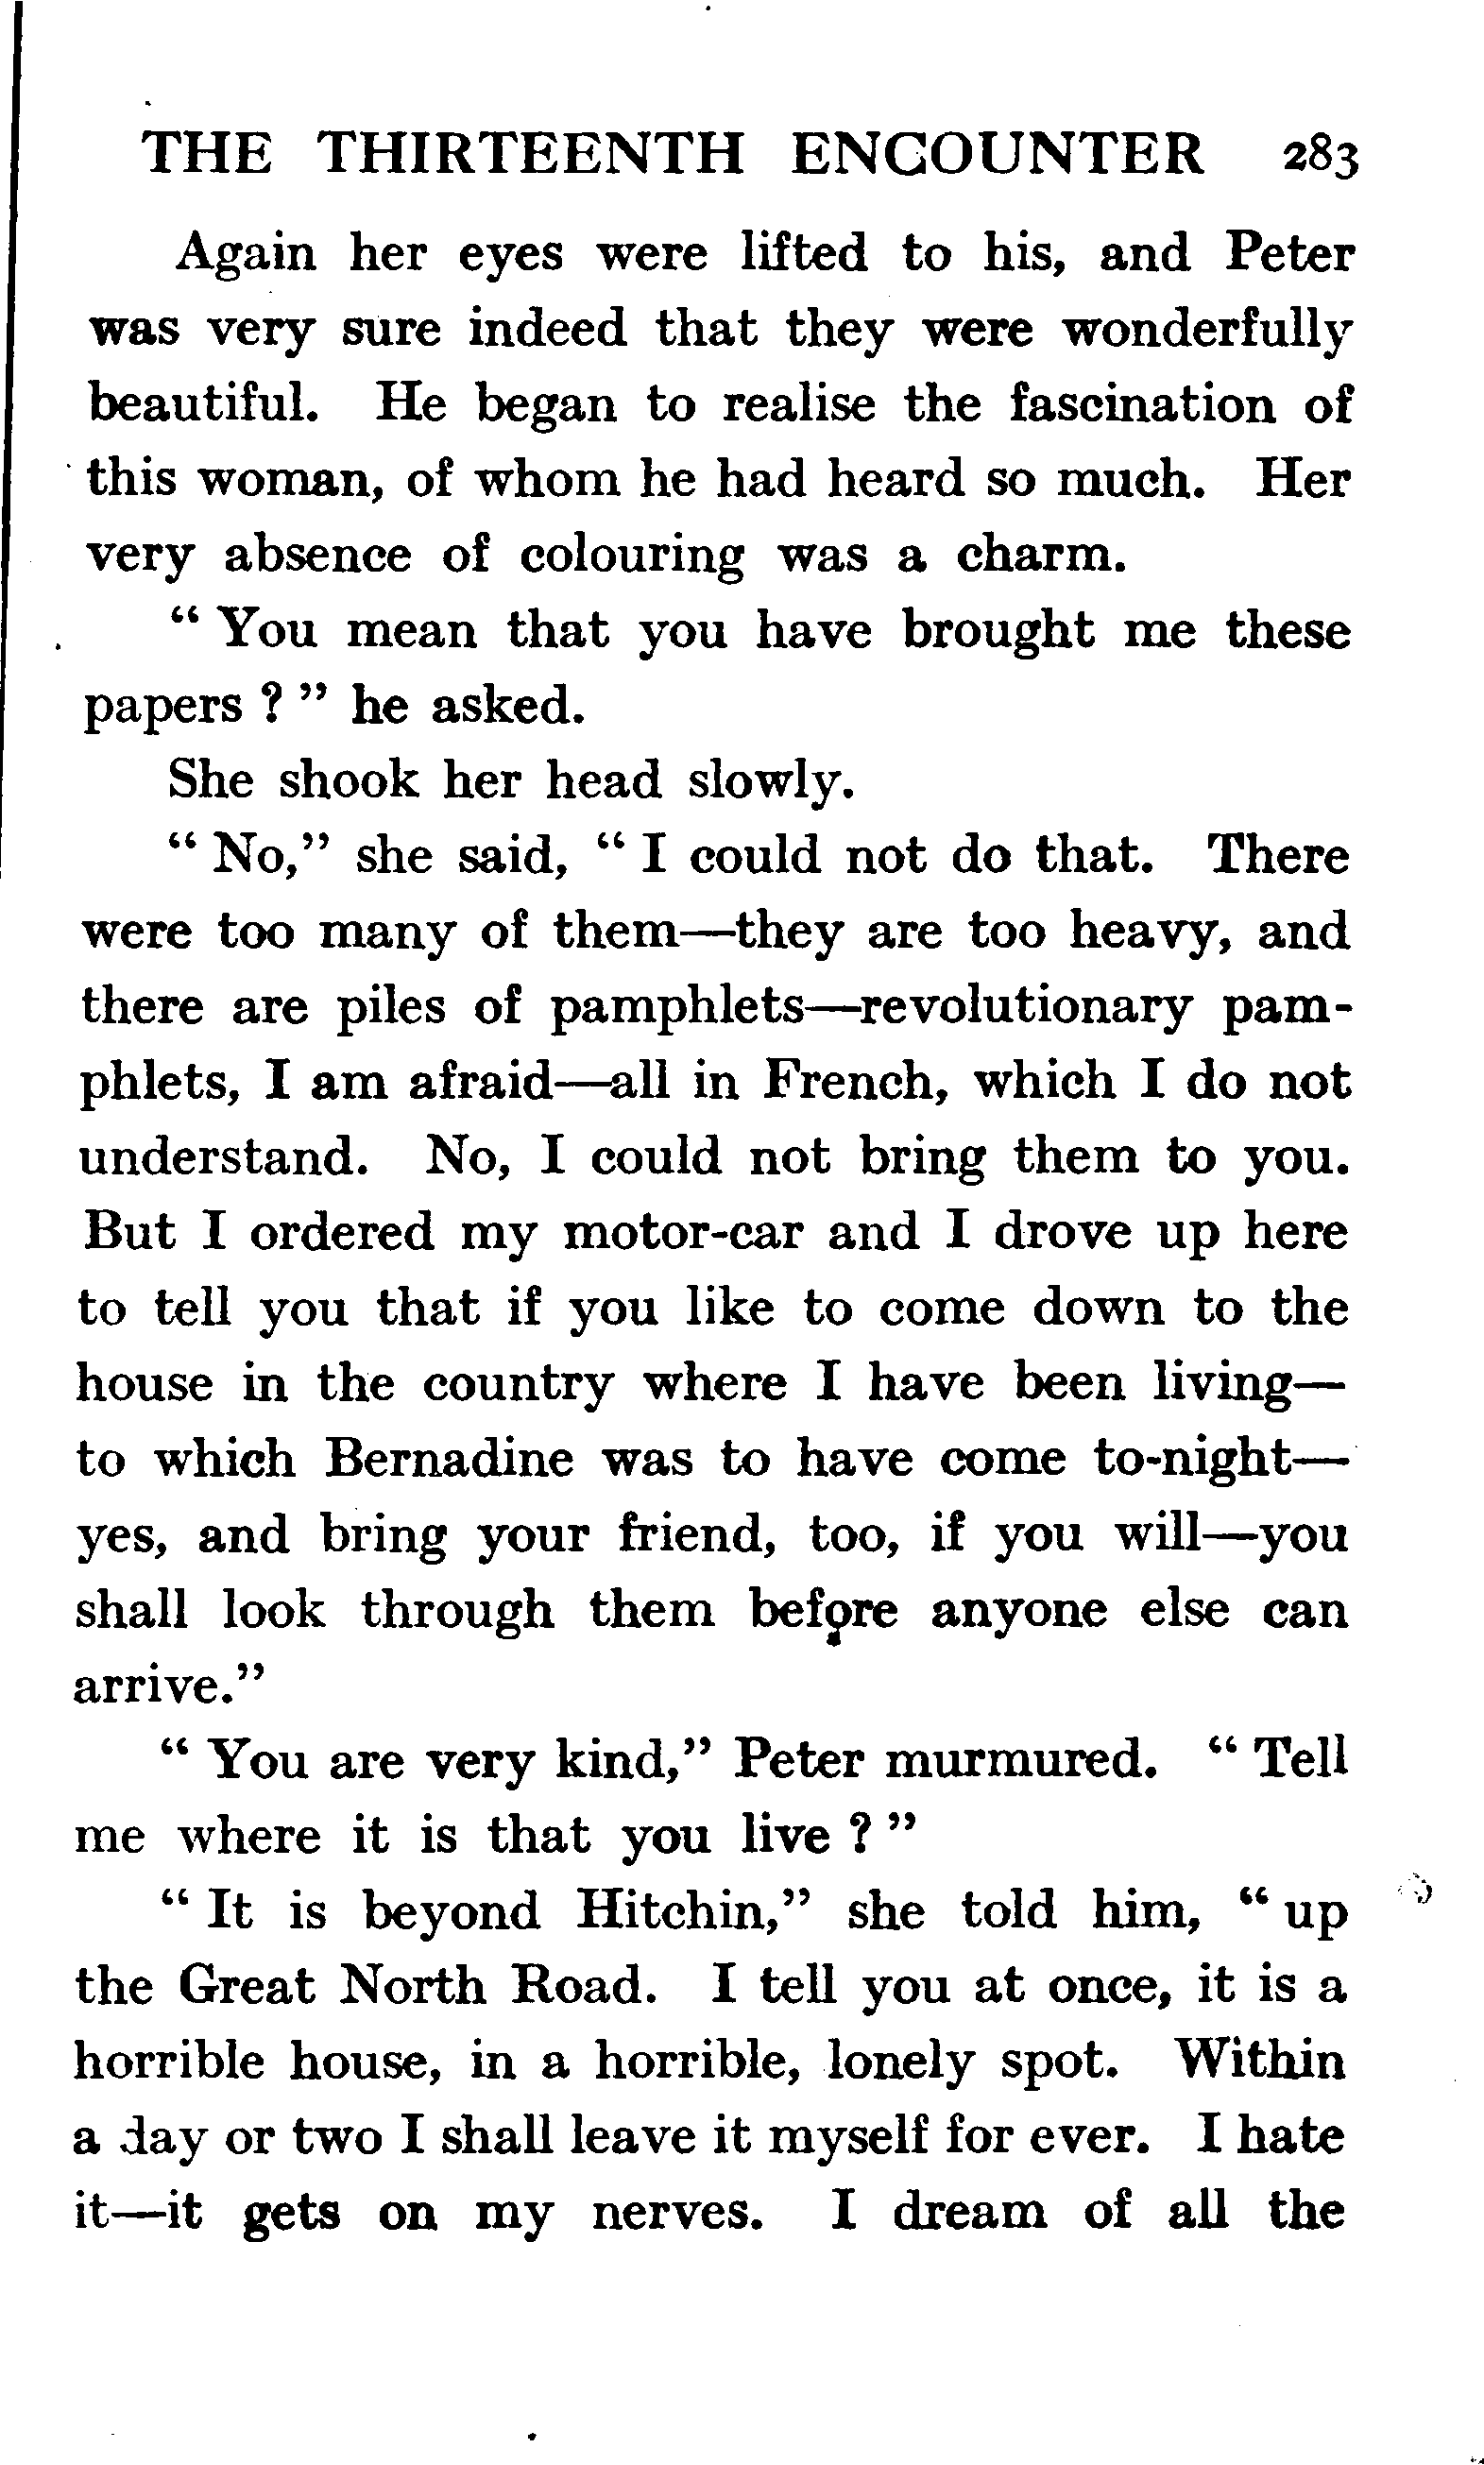 THE THIRTEENTH ENCOUNTER 283
Again her eyes were lifted to his, and Peter
was very sure indeed that they were wonderfully
beautiful. He began to realise the fascination of
this woman, of whom he had heard so much. Her
very absence of colouring was a charm.
“ You mean that you have brought me these
papers ? ” he asked.
She shook her head slowly.
“ No,” she said, “ I could not do that. There
were too many of them—they are too heavy, and
there are piles of pamphlets—revolutionary pam-
phlets, I am afraid—all in French, which I do not
understand. No, I could not bring them to you.
But I ordered my motor-car and I drove up here
to tell you that if you like to come down to the
house in the country where I have been living—
to which Bernadine was to have come to-night—
yes, and bring your friend, too, if you will—you
shall look through them before anyone else can
arrive.”
“ You are very kind,” Peter murmured. “ Tell
me where it is that you live ? ”
“ It is beyond Hitchin,” she told him, “ up
the Great North Road. I tell you at once, it is a
horrible house, in a horrible, lonely spot. Within
a day or two I shall leave it myself for ever. I hate
it—it gets on my nerves. I dream of all the